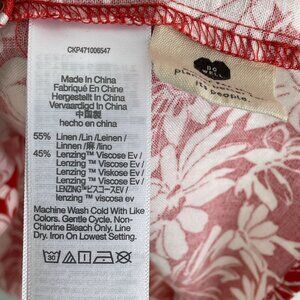 CKP471006547
Made In China
Fabriqué En Chine
Hergestellt In China
Vervaardigd In China
中国製
hecho en china
55% Linen /Lin /Leinen /
Linnen /麻 /lino
45% Lenzing™ Viscose Ev /
Lenzing™ Viscose Ev /
Lenzing™ Viskose Ev /
Lenzing™ Viscose Ev /
LENZING™ビスコースEV /
Lenzing™ Viscose Ev
Machine Wash Cold With Like
Colors. Gentle Cycle. Non-
Chlorine Bleach Only. Line
Dry. Iron On Lowest Setting
30
its people.